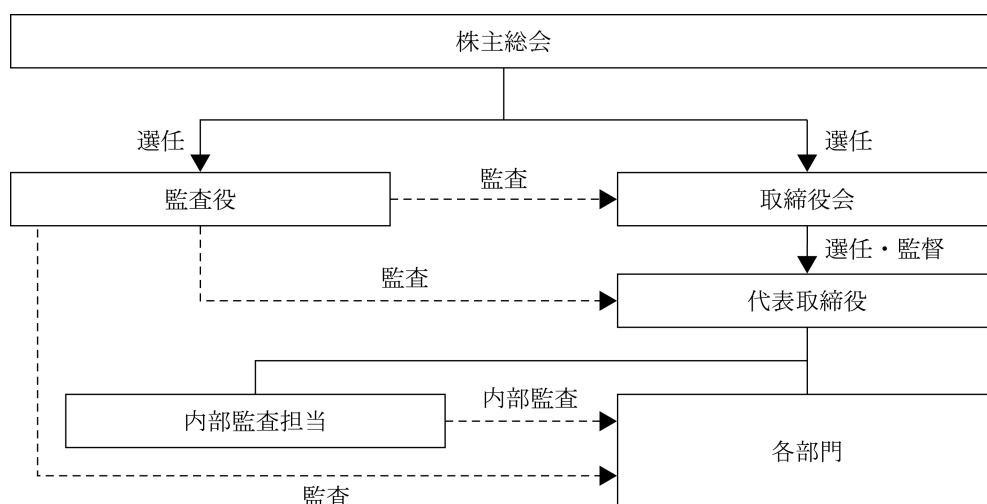 株主総会
選任
選任
監査役
監査
取締役会
選任・監督
監査
代表取締役
内部監査担当
内部監査
各部門
監査